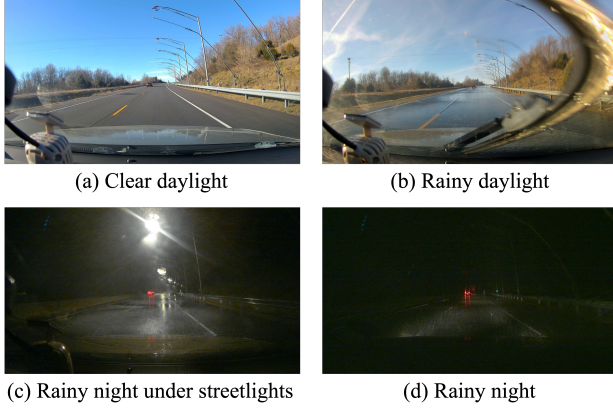 (a) Clear daylight
(b) Rainy daylight
(c) Rainy night under streetlights
(d) Rainy night